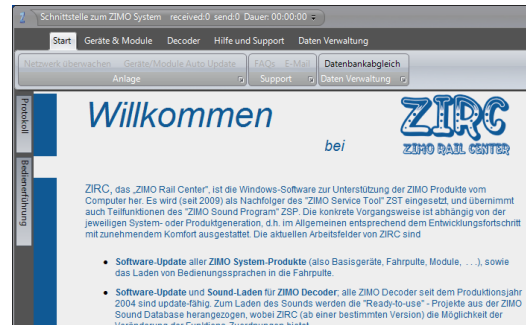 Schnittstelle zum ZIMO System received:0 send:0 Dauer: 00:00:00
Start Geräte & Module Decoder Hilfe und Support Daten Verwaltung
Netzwerk überwachen Geräte/Module Auto Update FAQs E-Mail Datenbankabgleich
Anlage Support Daten Verwaltung
Protokoll
Bedienerführung
Willkommen
bei
ZIRC
ZIMO RAIL CENTER
ZIRC, das „ZIMO Rail Center", ist die Windows-Software zur Unterstützung der ZIMO Produkte vom
Computer her. Es wird (seit 2009) als Nachfolger des "ZIMO Service Tool" ZST eingesetzt, und übernimmt
auch Teilfunktionen des "ZIMO Sound Program" ZSP. Die konkrete Vorgangsweise ist abhängig von der
jeweiligen System- oder Produktgeneration, d.h. im Allgemeinen entsprechend dem Entwicklungsfortschritt
mit zunehmendem Komfort ausgestattet. Die aktuellen Arbeitsfelder von ZIRC sind
• Software-Update aller ZIMO System-Produkte (also Basisgeräte, Fahrpulte, Module, . . .), sowie
das Laden von Bedienungssprachen in die Fahrpulte.
• Software-Update und Sound-Laden für ZIMO Decoder; alle ZIMO Decoder seit dem Produktionsjahr
2004 sind update-fähig. Zum Laden des Sounds werden die "Ready-to-use" - Projekte aus der ZIMO
Sound Database herangezogen, wobei ZIRC (ab einer bestimmten Version) die Möglichkeit der